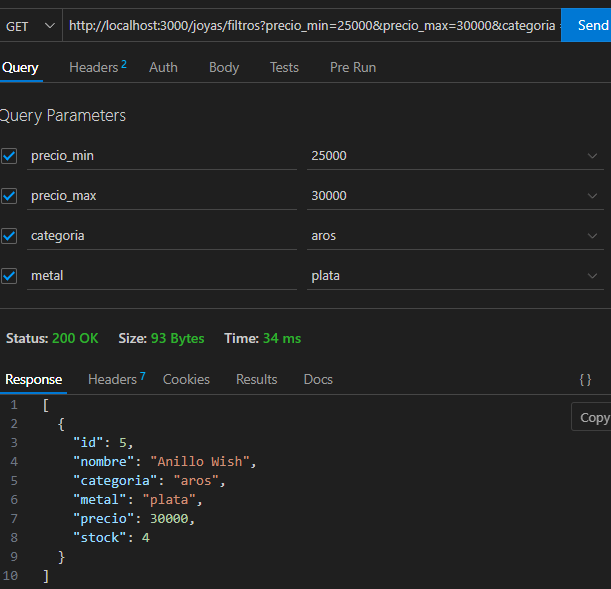 GET http://localhost:3000/joyas/filtros?precio_min=25000&precio_max=30000&categoria Send
Query Headers 2 Auth Body Tests Pre Run
Query Parameters
precio_min 25000
precio_max 30000
categoria aros
metal plata
Status: 200 OK Size: 93 Bytes Time: 34 ms
Response Headers 7 Cookies Results Docs { }
1 [
Copy
2 {
3 "id": 5,
4 "nombre": "Anillo Wish",
5 "categoria": "aros",
6 "metal": "plata",
7 "precio": 30000,
8 "stock": 4
9 }
10 ]